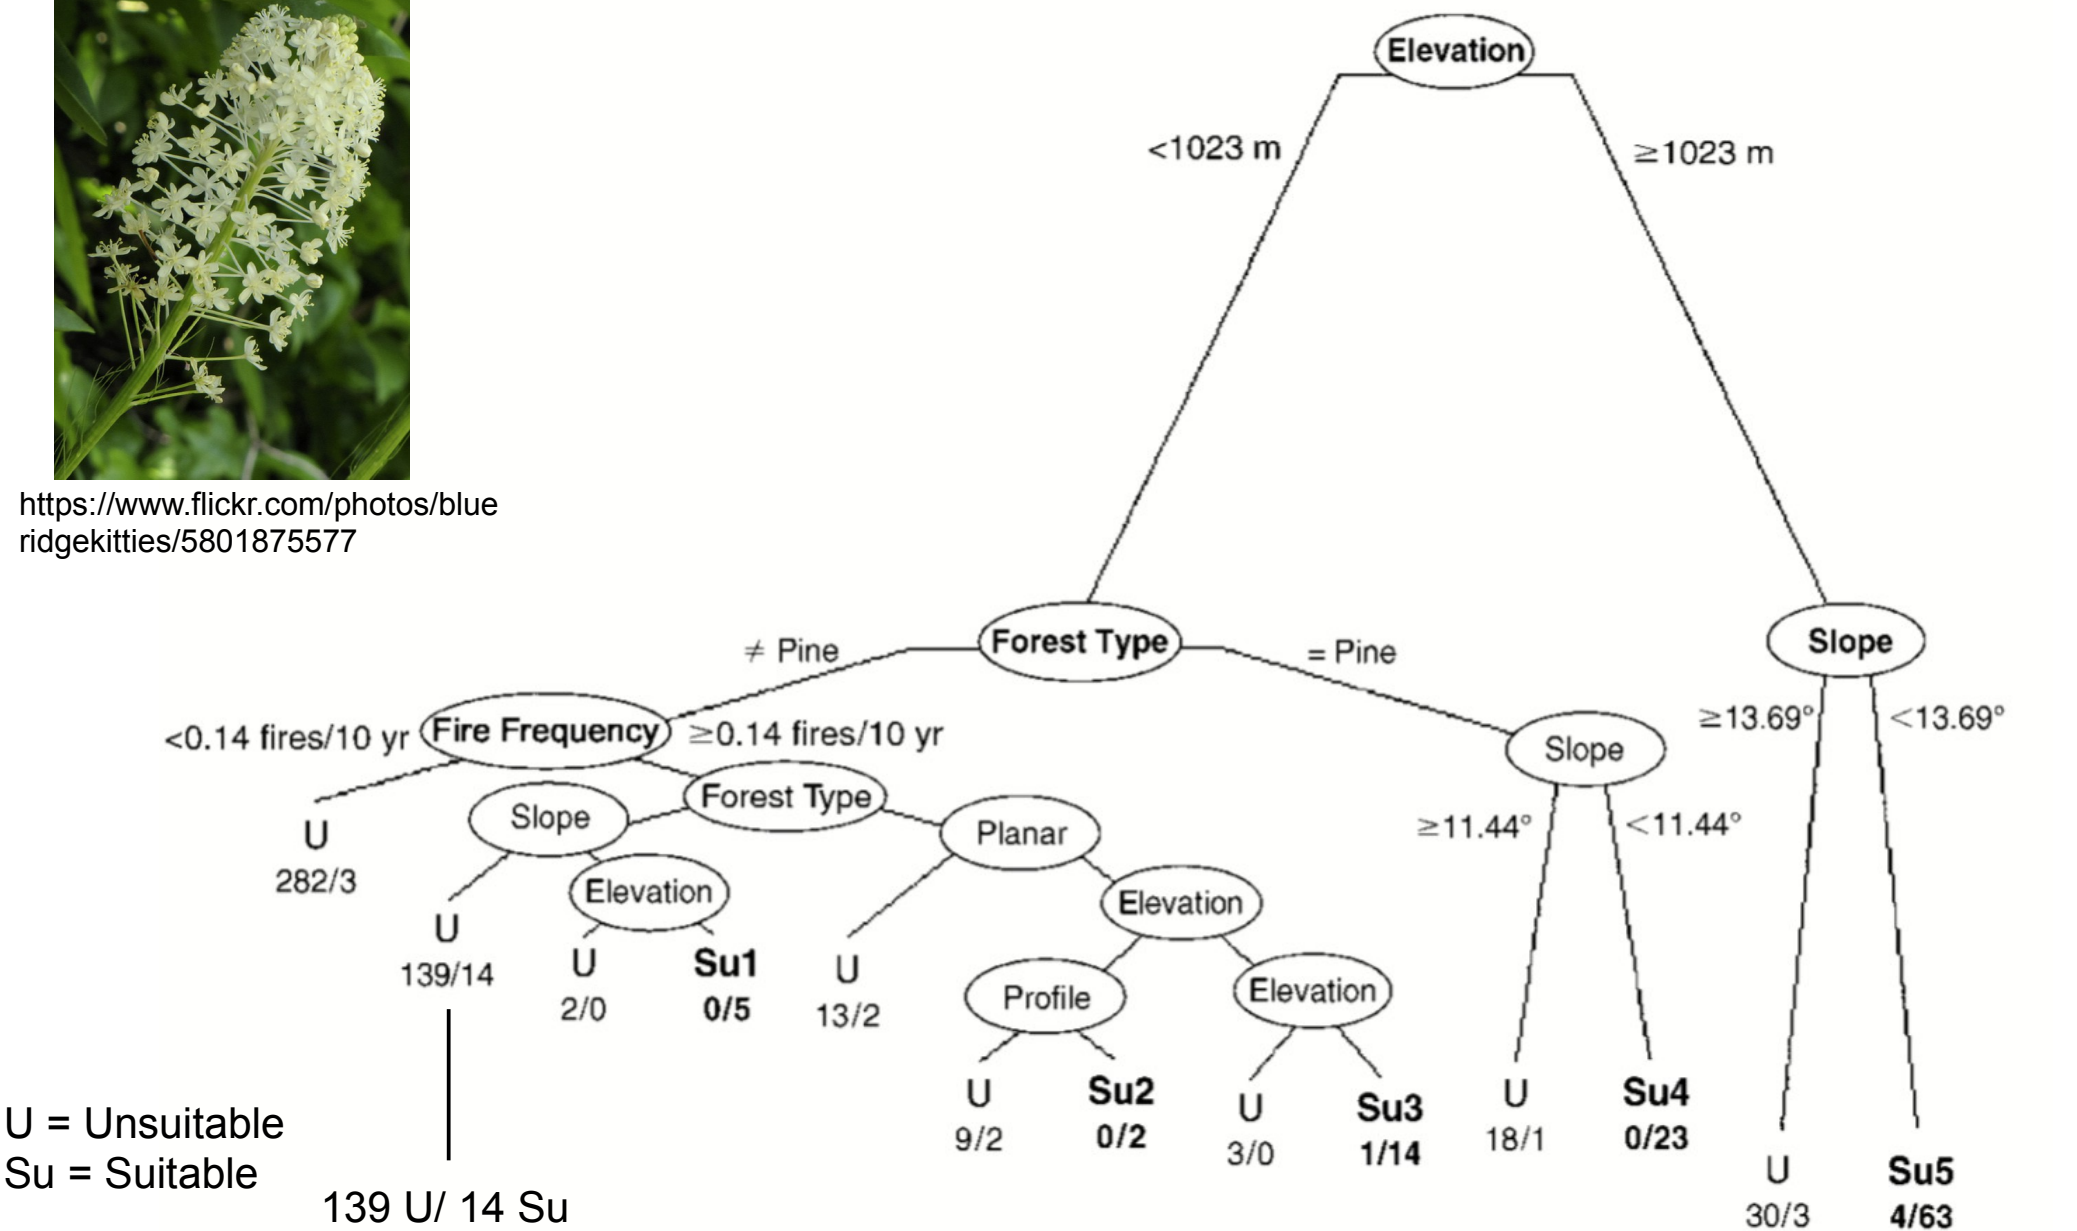 Elevation
<1023 m
≥1023 m
https://www.flickr.com/photos/blue
ridgekitties/5801875577
Forest Type
≠ Pine
= Pine
Slope
<0.14 fires/10 yr
Fire Frequency
≥0.14 fires/10 yr
≥13.69°
<13.69°
Slope
Forest Type
Slope
Planar
≥11.44°
<11.44°
U
282/3
Elevation
Elevation
U
139/14
U
2/0
Su1
0/5
U
13/2
Profile
Elevation
U
9/2
Su2
0/2
U
3/0
Su3
1/14
U
18/1
Su4
0/23
U
30/3
Su5
4/63
U = Unsuitable
Su = Suitable
139 U/ 14 Su